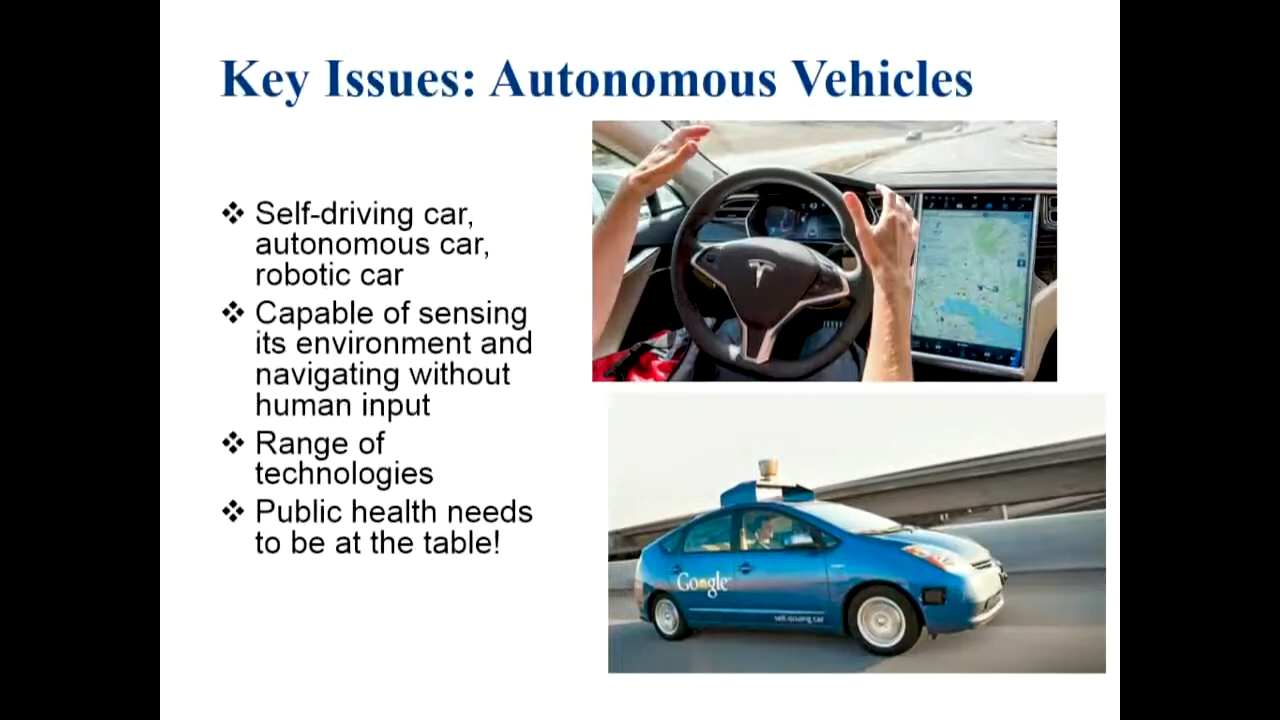 Key Issues: Autonomous Vehicles
❖ Self-driving car,
autonomous car,
robotic car
❖ Capable of sensing
its environment and
navigating without
human input
❖ Range of
technologies
❖ Public health needs
to be at the table!
Google
self-driving car